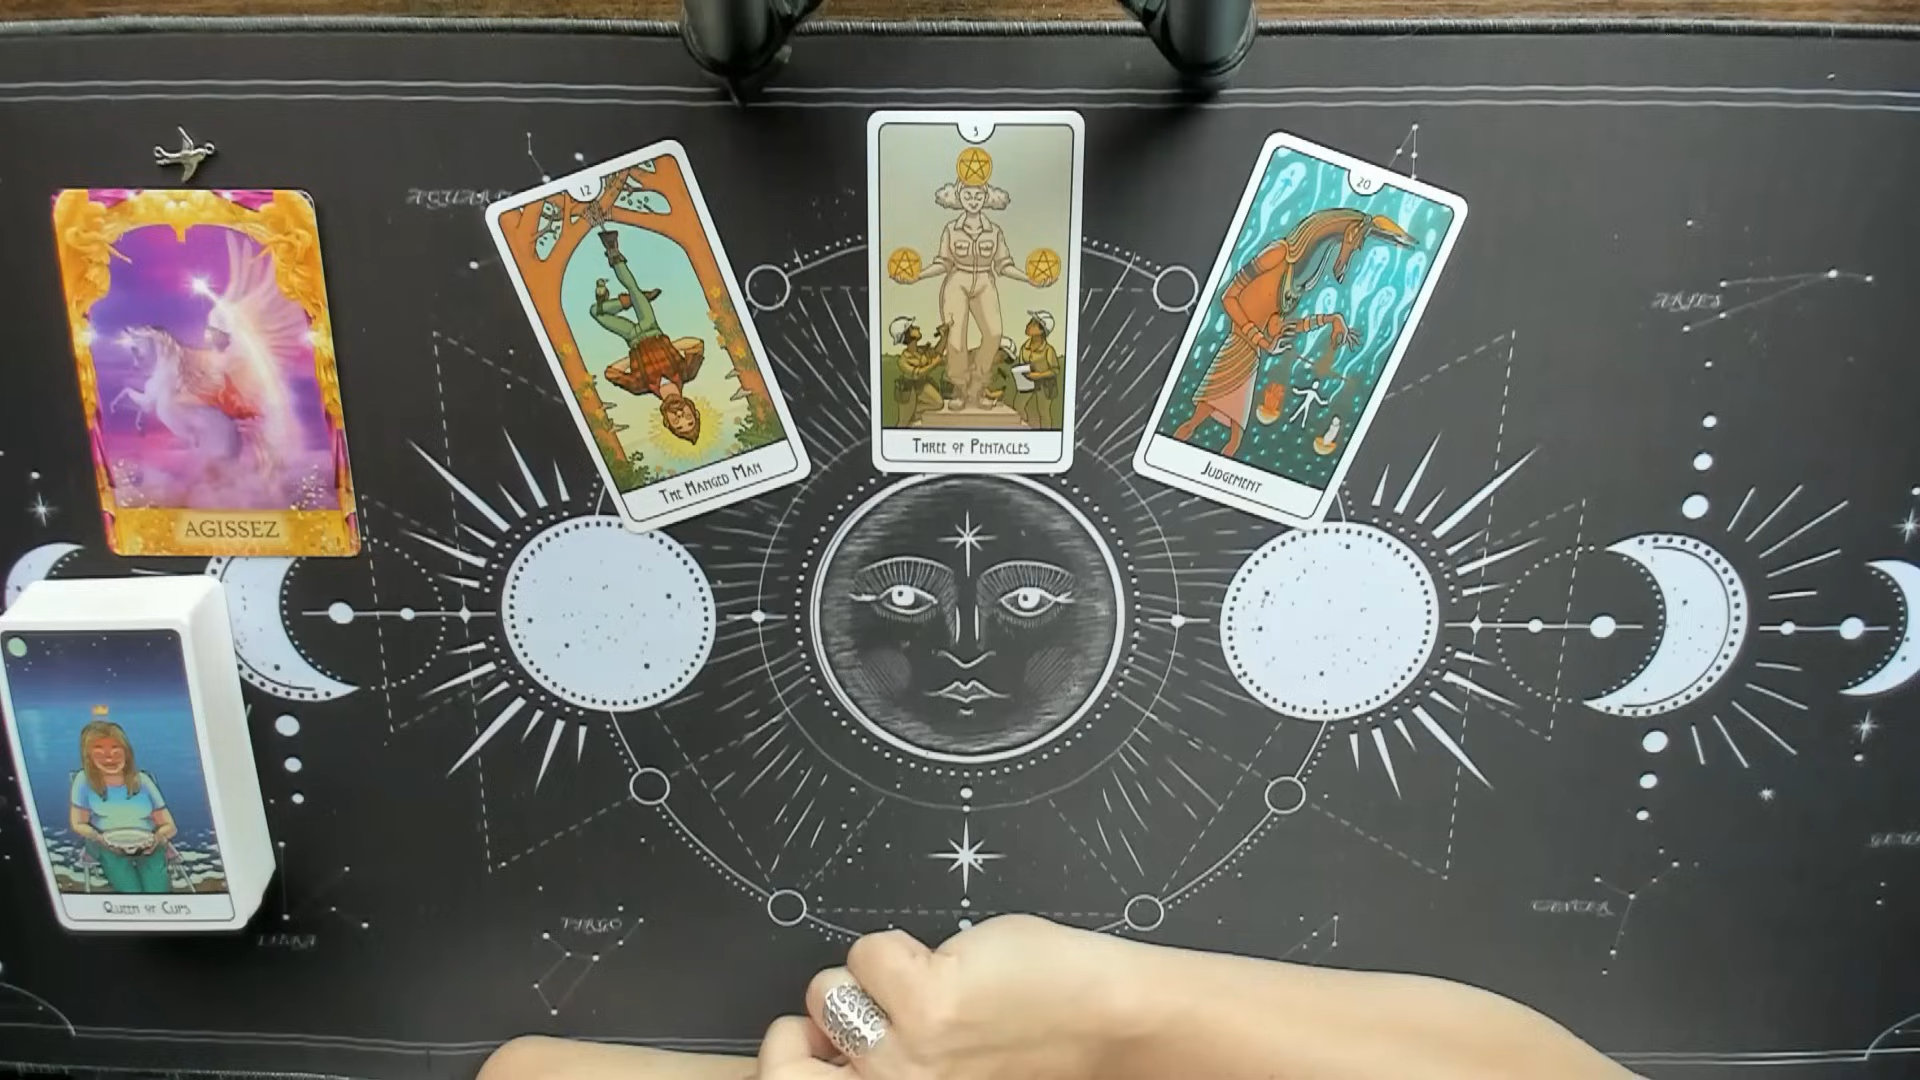 12
The Hanged Man
3
Three of Pentacles
20
Judgement
AGISSEZ
Queen of Cups
ARIES
VIRGO
LIBRA